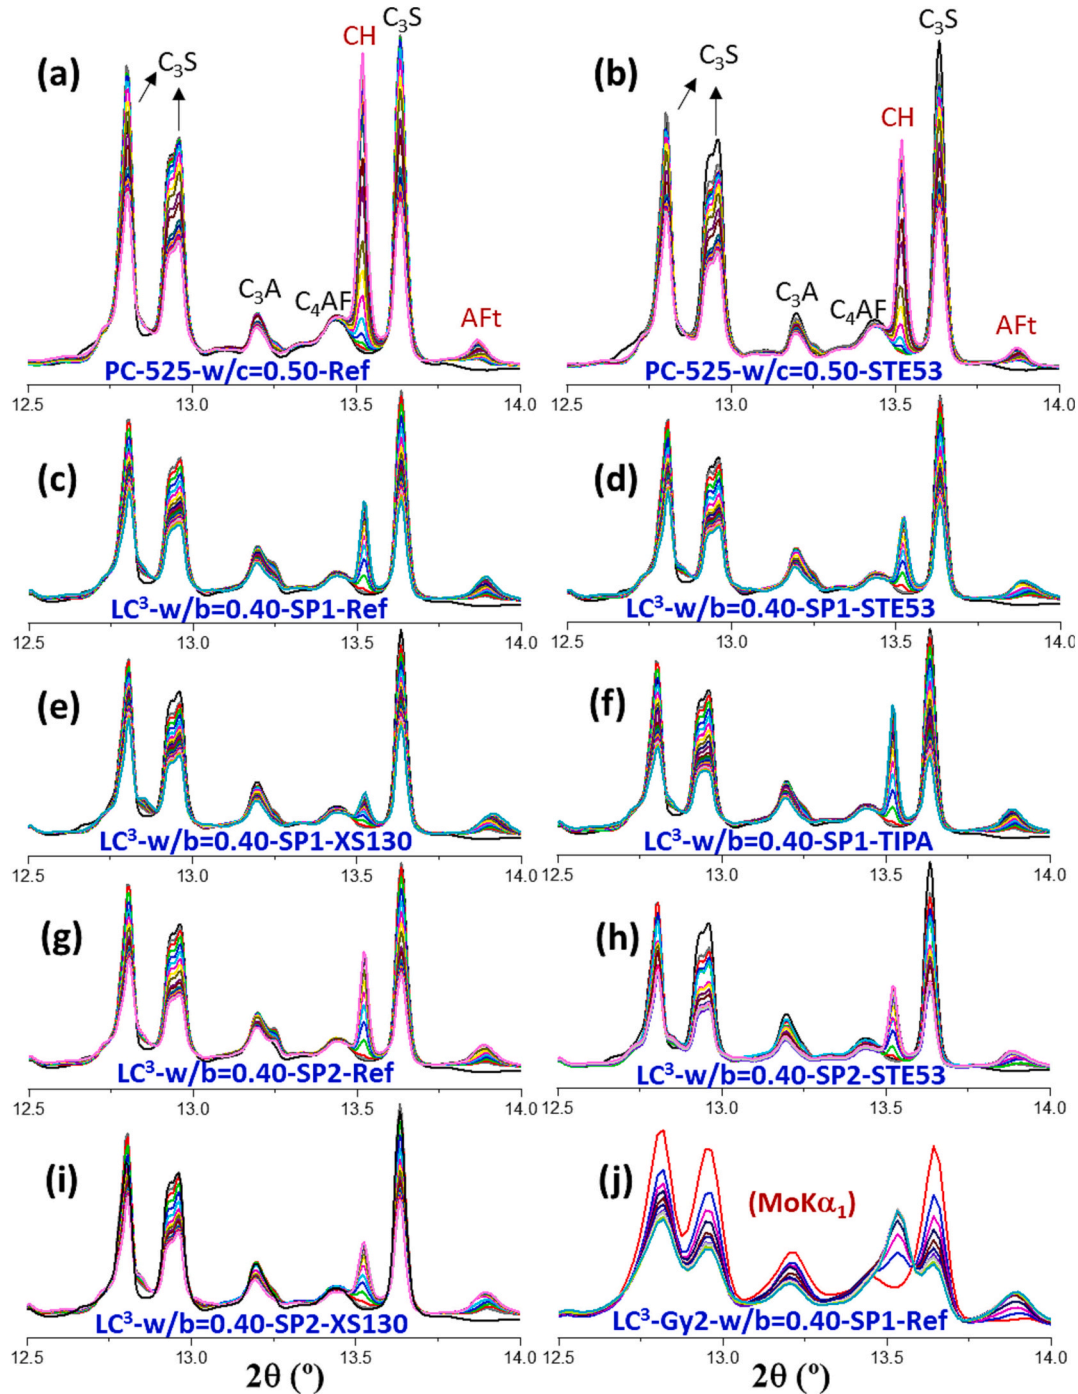 (a)
C₃S
CH
C₃S
C₃A
C₄AF
AFt
PC-525-w/c=0.50-Ref
12.5 13.0 13.5 14.0
(b)
C₃S
CH
C₃S
C₃A
C₄AF
AFt
PC-525-w/c=0.50-STE53
12.5 13.0 13.5 14.0
(c)
LC³-w/b=0.40-SP1-Ref
12.5 13.0 13.5 14.0
(d)
LC³-w/b=0.40-SP1-STE53
12.5 13.0 13.5 14.0
(e)
LC³-w/b=0.40-SP1-XS130
12.5 13.0 13.5 14.0
(f)
LC³-w/b=0.40-SP1-TIPA
12.5 13.0 13.5 14.0
(g)
LC³-w/b=0.40-SP2-Ref
12.5 13.0 13.5 14.0
(h)
LC³-w/b=0.40-SP2-STE53
12.5 13.0 13.5 14.0
(i)
LC³-w/b=0.40-SP2-XS130
12.5 13.0 13.5 14.0
2θ (º)
(j)
(MoKα₁)
LC³-Gy2-w/b=0.40-SP1-Ref
12.5 13.0 13.5 14.0
2θ (º)